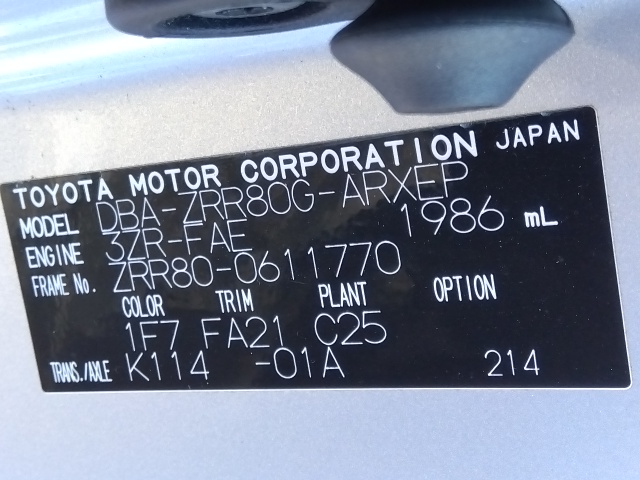 TOYOTA MOTOR CORPORATION JAPAN
MODEL DBA-ZRR80G-ARXEP
ENGINE 3ZR-FAE 1986 mL
FRAME No. ZRR80-0611770
COLOR TRIM PLANT OPTION
1F7 FA21 C25
TRANS./AXLE K114 -01A 214